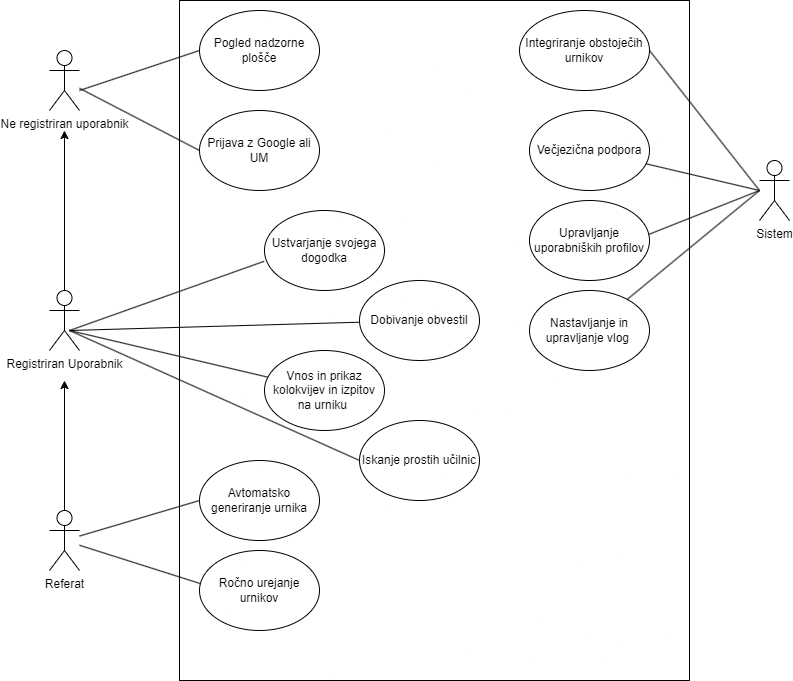 Pogled nadzorne
plošče
Integriranje obstoječih
urnikov
Ne registriran uporabnik
Prijava z Google ali
UM
Večjezična podpora
Sistem
Ustvarjanje svojega
dogodka
Upravljanje
uporabniških profilov
Dobivanje obvestil
Nastavljanje in
upravljanje vlog
Registriran Uporabnik
Vnos in prikaz
kolokvijev in izpitov
na urniku
Iskanje prostih učilnic
Avtomatsko
generiranje urnika
Referat
Ročno urejanje
urnikov